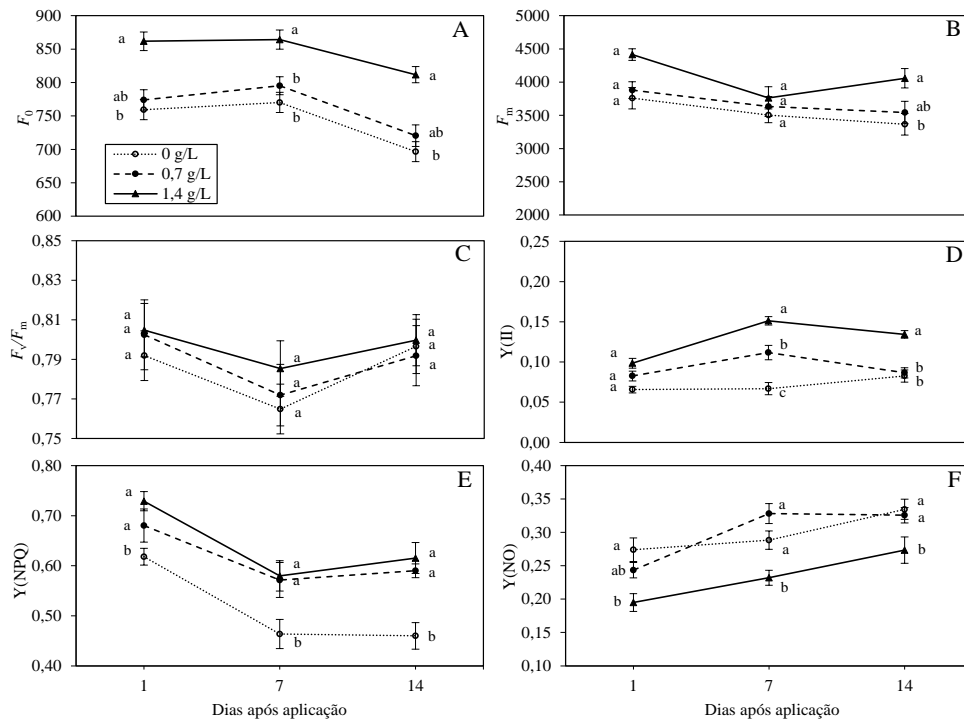 900
850
800
750
700
650
600
F0
A
a
a
a
ab
b
ab
b
b
b
0 g/L
0,7 g/L
1,4 g/L
5000
4500
4000
3500
3000
2500
2000
Fm
B
a
a
a
a
a
ab
a
a
b
0,85
0,81
0,79
0,77
0,75
Fv/Fm
C
a
a
a
a
a
a
a
a
a
0,25
0,20
0,15
0,10
0,05
0,00
Y(II)
D
a
a
a
a
b
b
a
c
b
0,80
0,70
0,60
0,50
0,40
Y(NPQ)
E
a
a
a
a
a
a
b
b
b
1
7
14
Dias após aplicação
0,40
0,35
0,30
0,25
0,20
0,15
0,10
Y(NO)
F
a
a
a
ab
a
a
b
b
b
1
7
14
Dias após aplicação